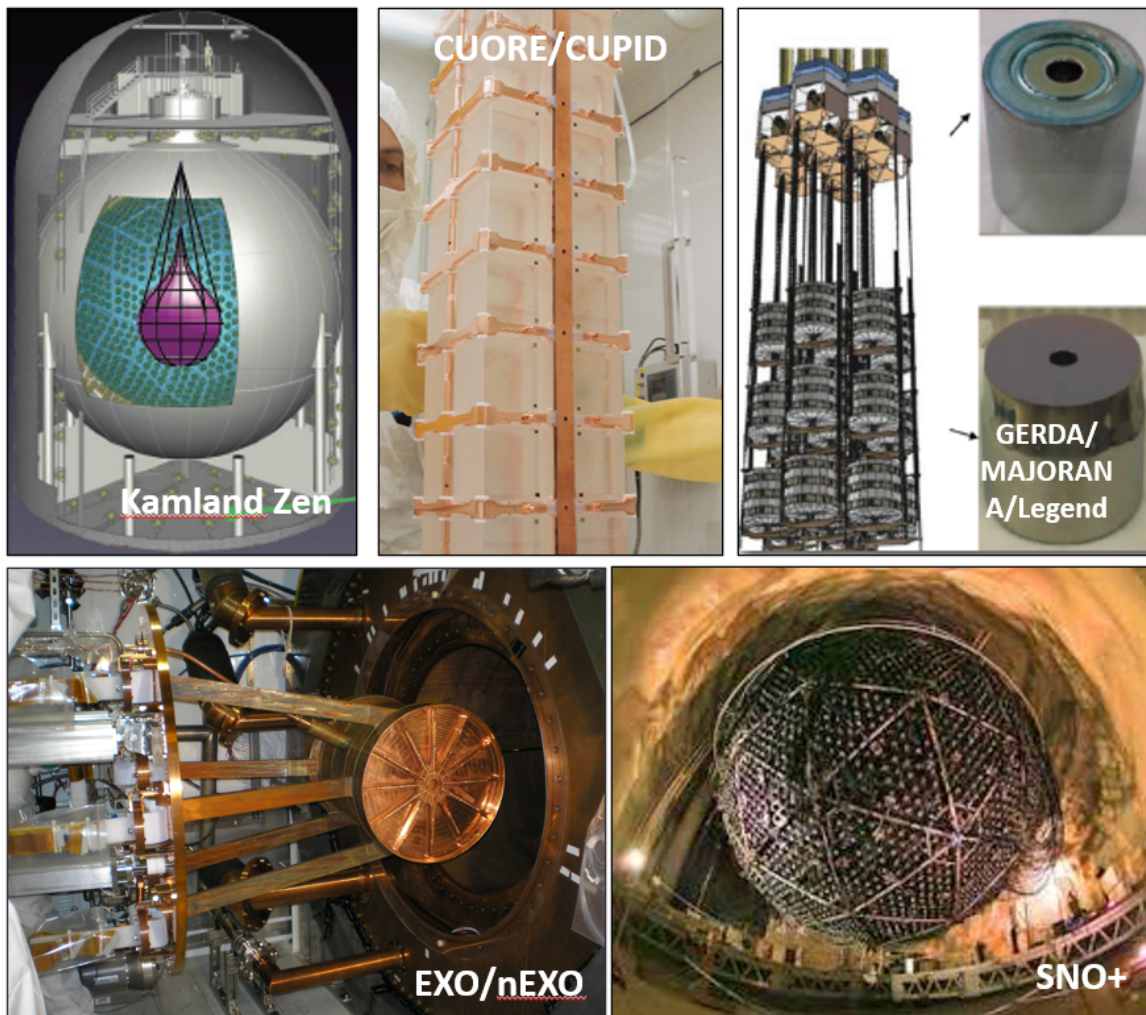 CUORE/CUPID
Kamland Zen
GERDA/
MAJORAN
A/Legend
EXO/nEXO
SNO+